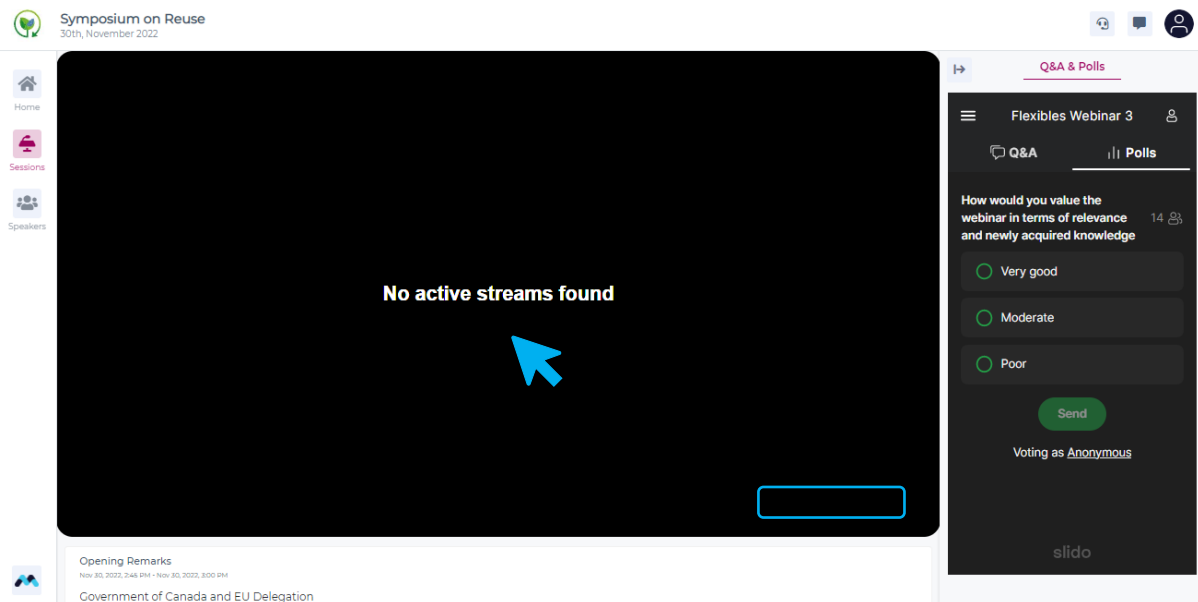 Symposium on Reuse
30th, November 2022
Home
Sessions
Speakers
No active streams found
Opening Remarks
Nov 30, 2022, 2:46 PM - Nov 30, 2022, 3:00 PM
Government of Canada and EU Delegation
Q&A & Polls
Flexibles Webinar 3
Q&A
Polls
How would you value the
webinar in terms of relevance
and newly acquired knowledge
14
Very good
Moderate
Poor
Send
Voting as Anonymous
slido